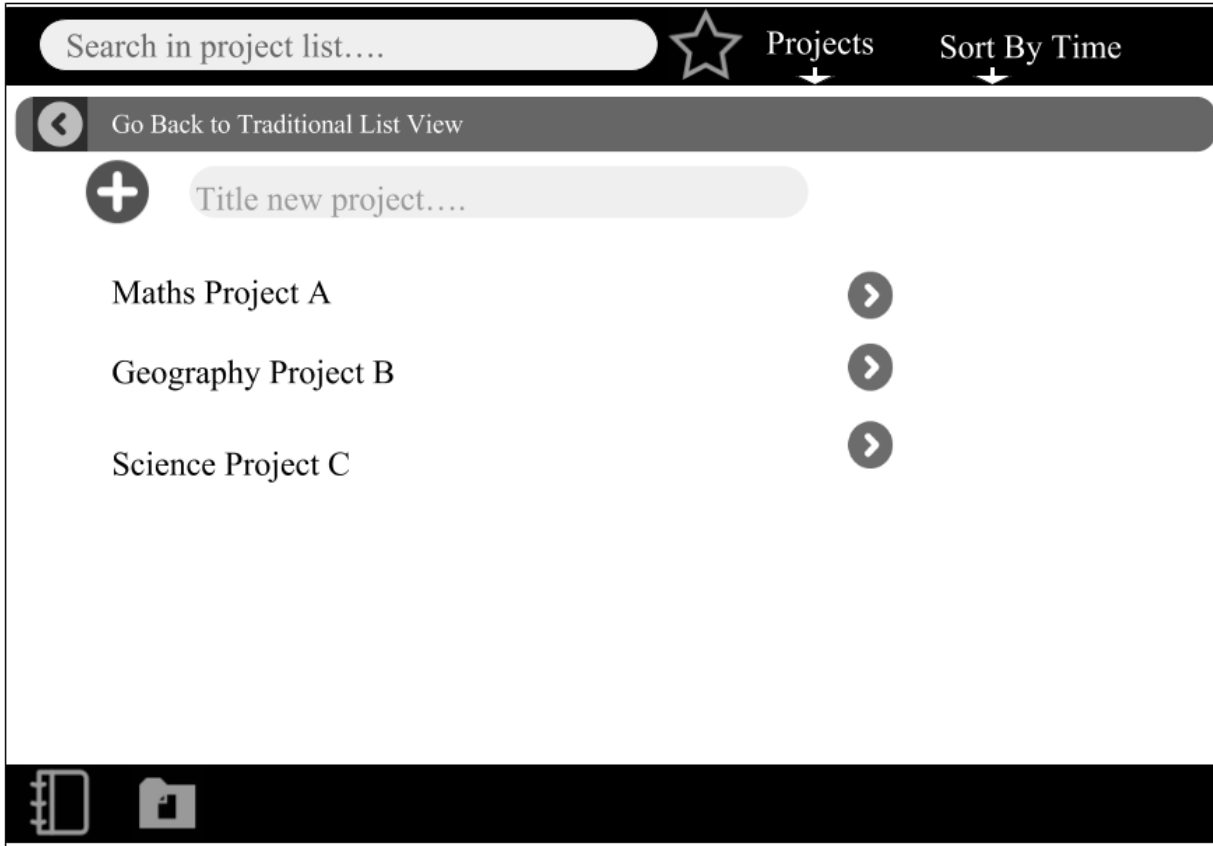 Search in project list….
Projects
Sort By Time
Go Back to Traditional List View
Title new project….
Maths Project A
Geography Project B
Science Project C